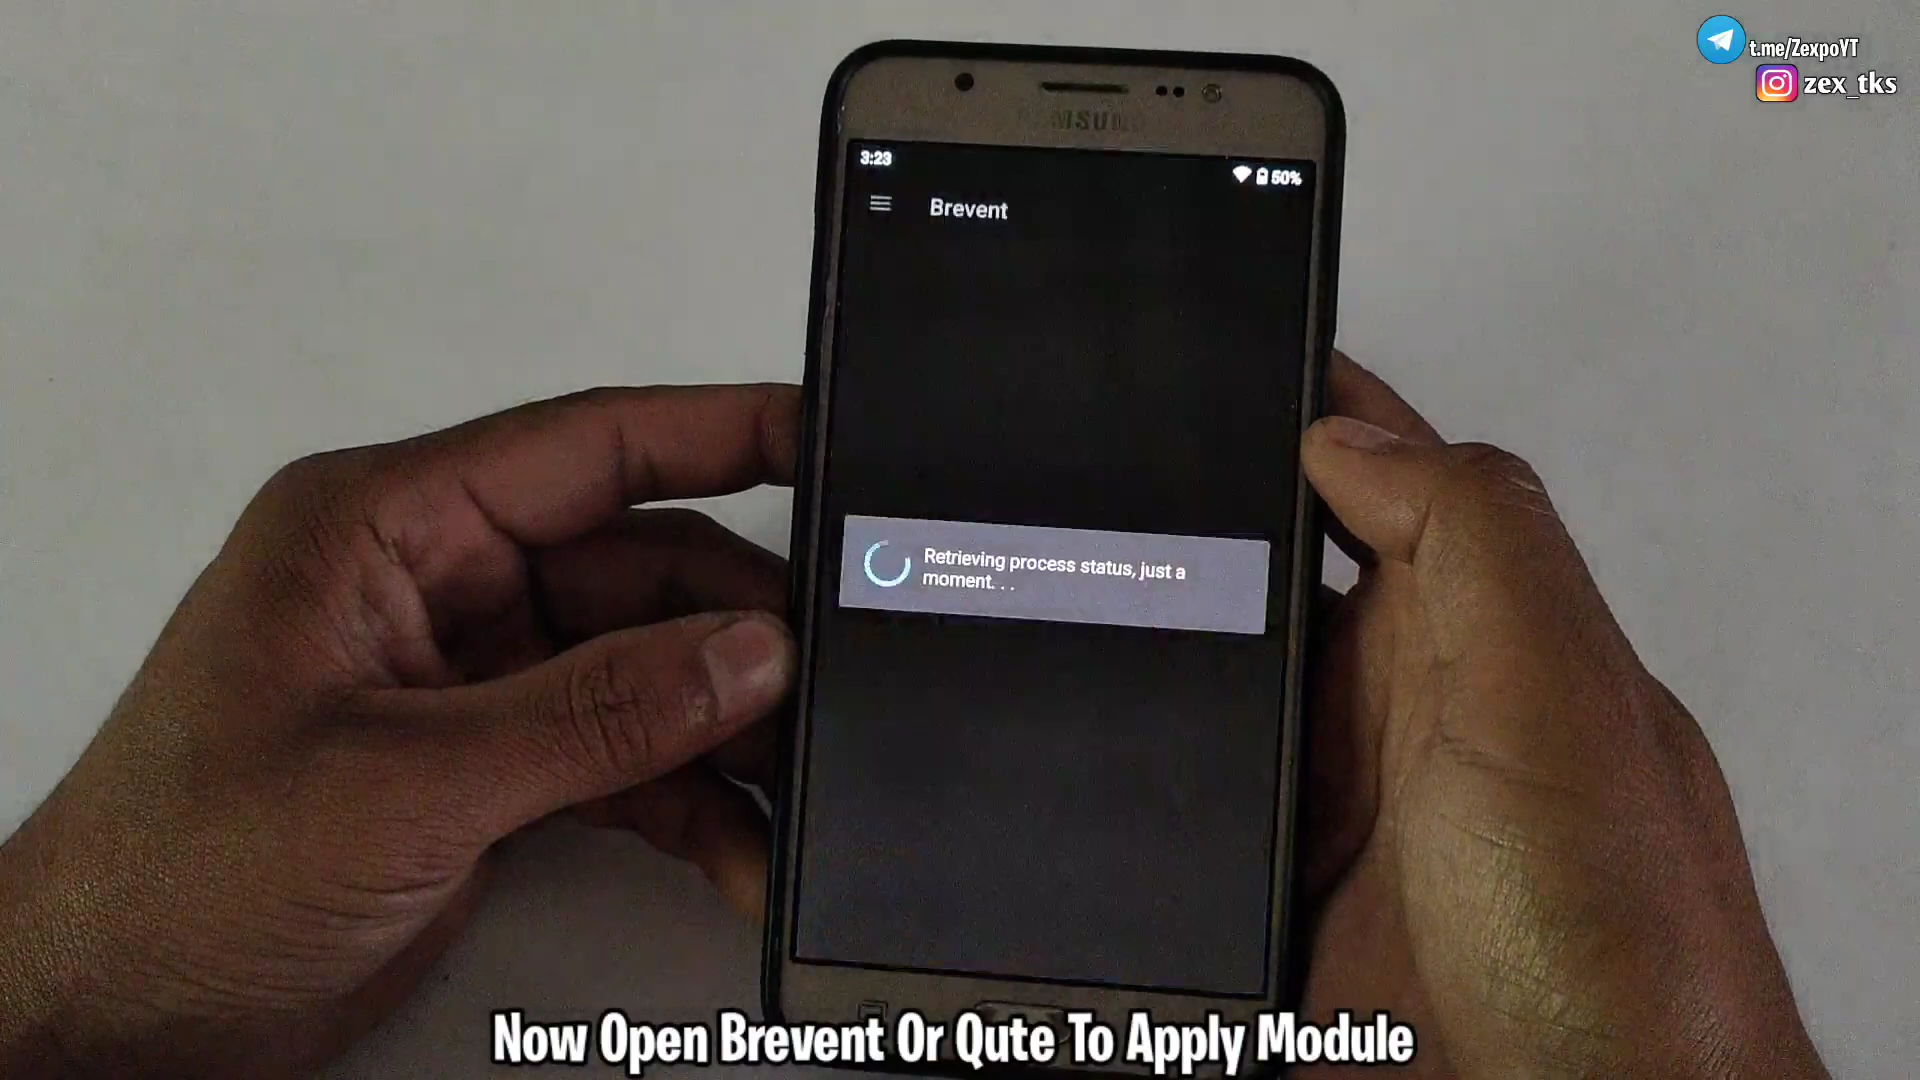 t.me/ZexpoYT
zex_tks
SAMSUNG
3:23
50%
Brevent
Retrieving process status, just a
moment. . .
Now Open Brevent Or Qute To Apply Module